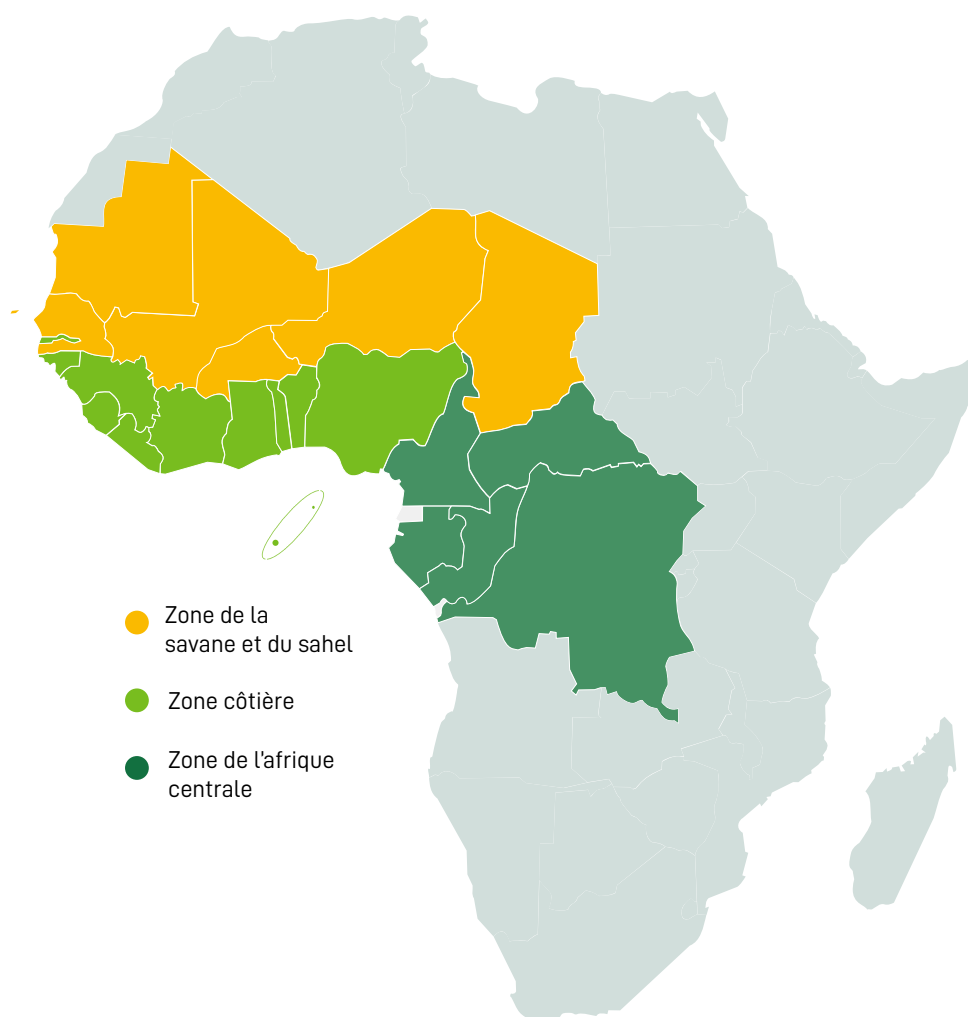 Zone de la
savane et du sahel
Zone côtière
Zone de l'afrique
centrale